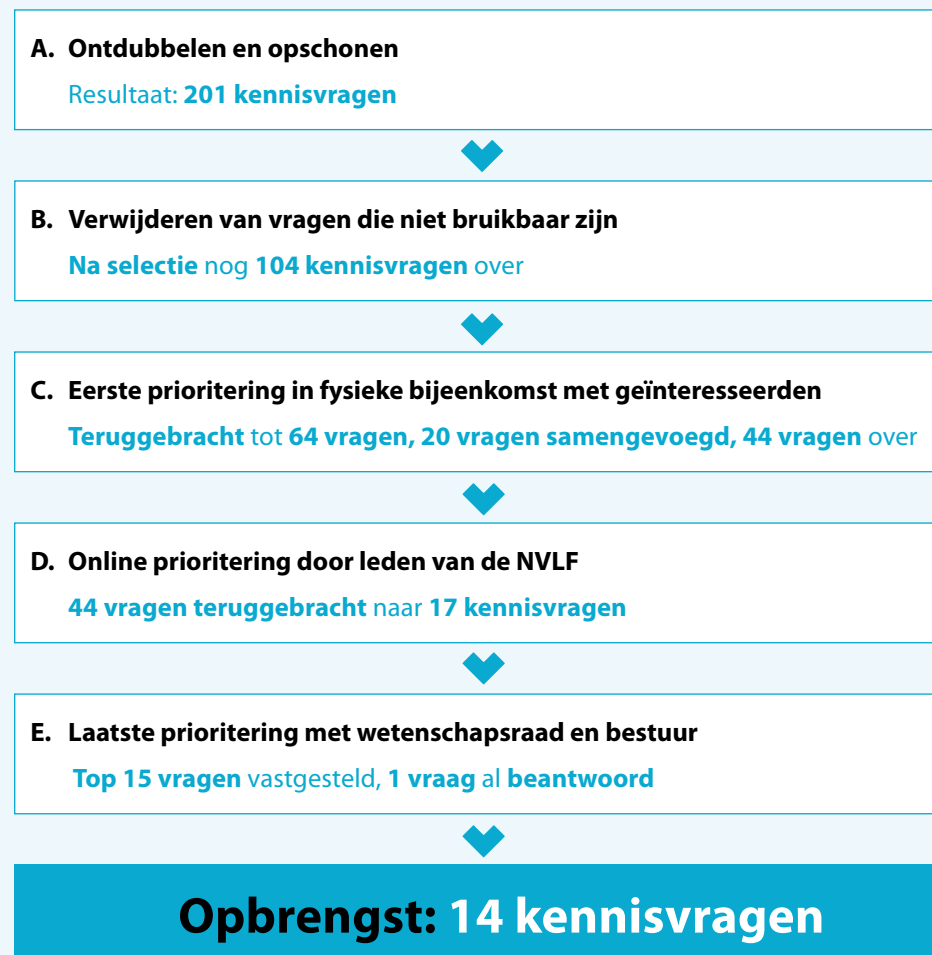 A. Ontdubbelen en opschonen
Resultaat: 201 kennisvragen
B. Verwijderen van vragen die niet bruikbaar zijn
Na selectie nog 104 kennisvragen over
C. Eerste prioritering in fysieke bijeenkomst met geïnteresseerden
Teruggebracht tot 64 vragen, 20 vragen samengevoegd, 44 vragen over
D. Online prioritering door leden van de NVLF
44 vragen teruggebracht naar 17 kennisvragen
E. Laatste prioritering met wetenschapsraad en bestuur
Top 15 vragen vastgesteld, 1 vraag al beantwoord
Opbrengst: 14 kennisvragen